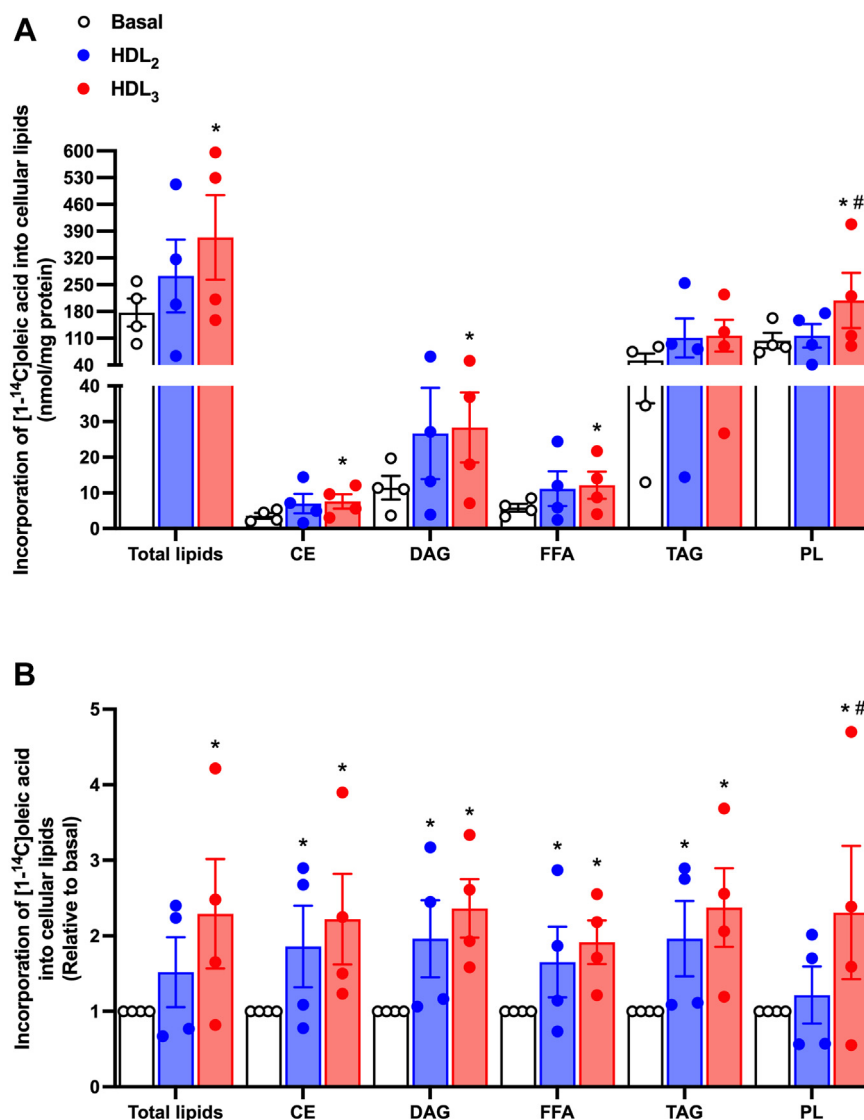 A
Basal
HDL₂
HDL₃
Incorporation of [1-¹⁴C]oleic acid into cellular lipids
(nmol/mg protein)
600
530
460
390
320
250
180
110
40
40
30
20
10
0
*
*
*
*
* #
Total lipids CE DAG FFA TAG PL
B
Incorporation of [1-¹⁴C]oleic acid
into cellular lipids
(Relative to basal)
5
4
3
2
1
0
*
*
*
*
*
*
*
*
*
* #
Total lipids CE DAG FFA TAG PL